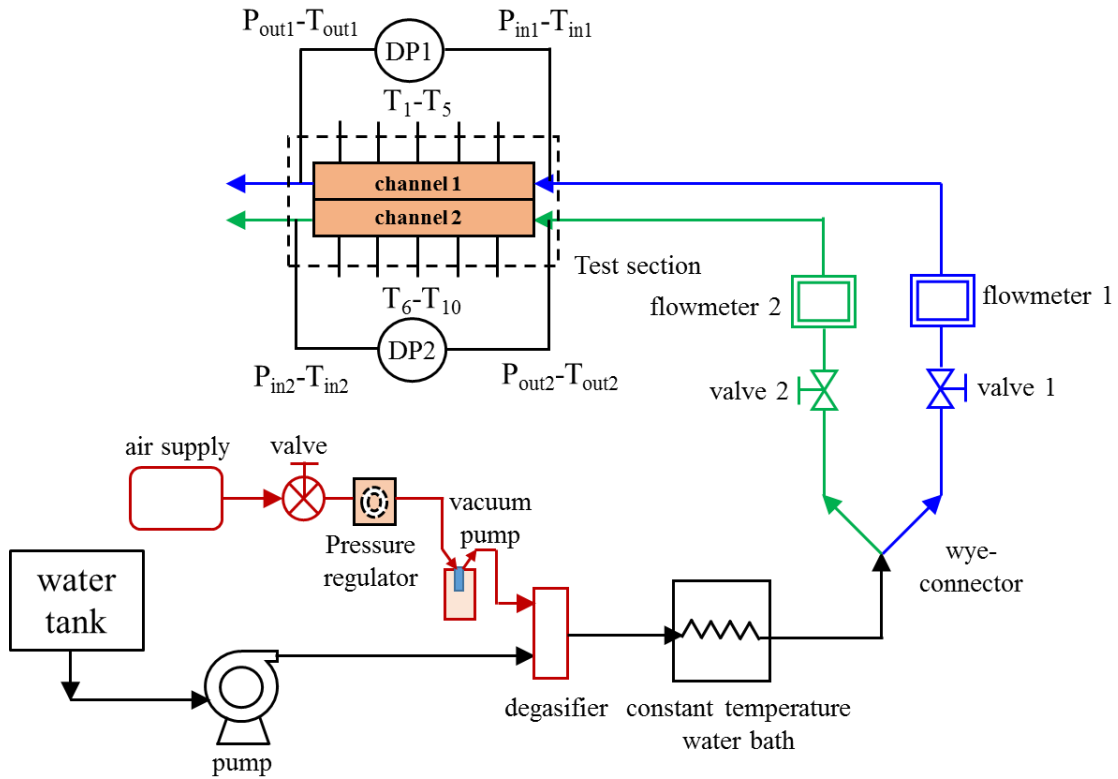 Pout1-Tout1
Pin1-Tin1
DP1
T1-T5
channel 1
channel 2
Test section
T6-T10
DP2
Pin2-Tin2
Pout2-Tout2
flowmeter 2
flowmeter 1
valve 2
valve 1
air supply
valve
vacuum
pump
Pressure
regulator
water
tank
wye-
connector
degasifier
constant temperature
water bath
pump